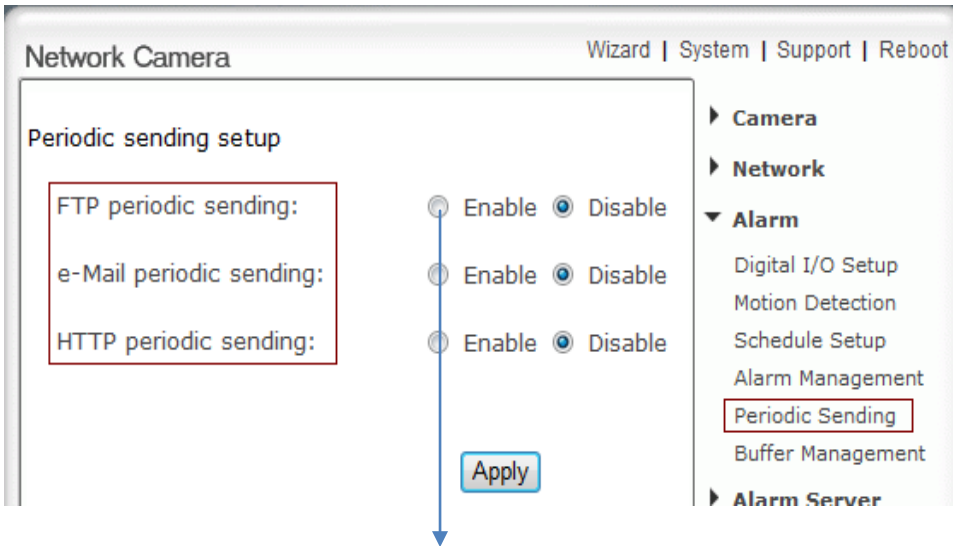 Network Camera
Wizard | System | Support | Reboot
Periodic sending setup
FTP periodic sending: Enable Disable
e-Mail periodic sending: Enable Disable
HTTP periodic sending: Enable Disable
Apply
Camera
Network
Alarm
Digital I/O Setup
Motion Detection
Schedule Setup
Alarm Management
Periodic Sending
Buffer Management
Alarm Server